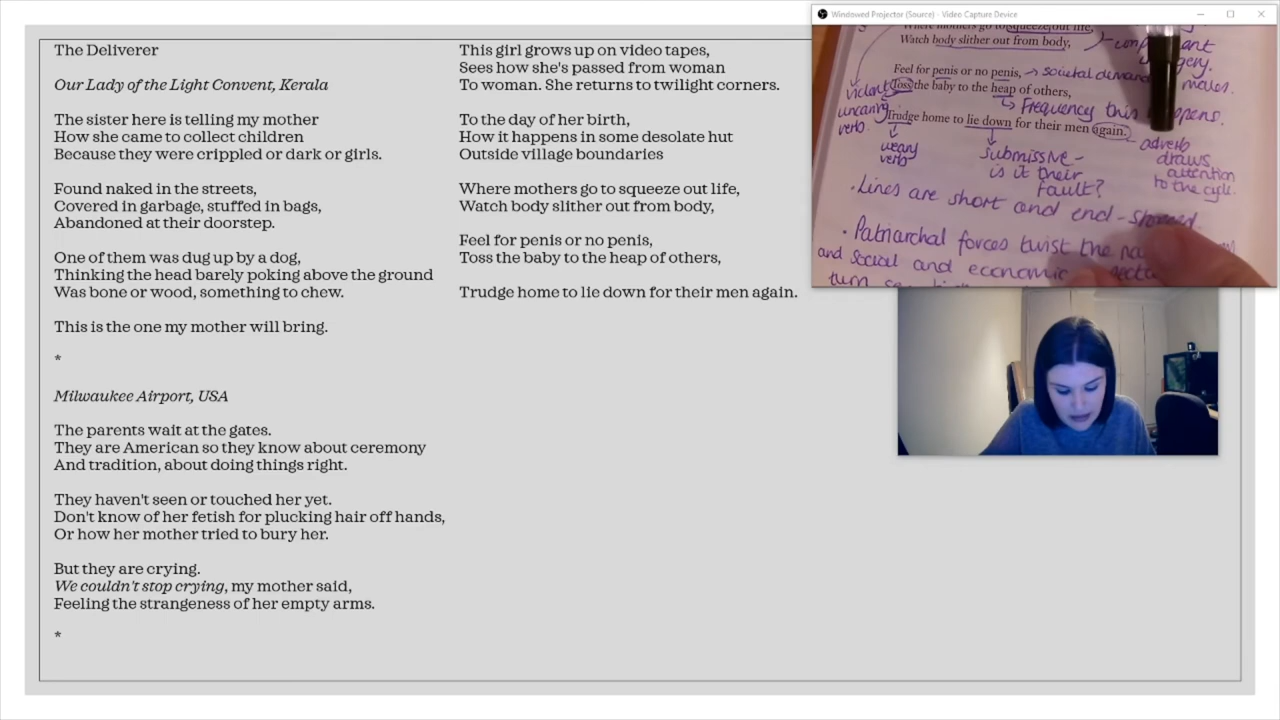 The Deliverer
Our Lady of the Light Convent, Kerala
The sister here is telling my mother
How she came to collect children
Because they were crippled or dark or girls.
Found naked in the streets,
Covered in garbage, stuffed in bags,
Abandoned at their doorstep.
One of them was dug up by a dog,
Thinking the head barely poking above the ground
Was bone or wood, something to chew.
This is the one my mother will bring.
*
Milwaukee Airport, USA
The parents wait at the gates.
They are American so they know about ceremony
And tradition, about doing things right.
They haven't seen or touched her yet.
Don't know of her fetish for plucking hair off hands,
Or how her mother tried to bury her.
But they are crying.
We couldn't stop crying, my mother said,
Feeling the strangeness of her empty arms.
*
This girl grows up on video tapes,
Sees how she's passed from woman
To woman. She returns to twilight corners.
To the day of her birth,
How it happens in some desolate hut
Outside village boundaries
Where mothers go to squeeze out life,
Watch body slither out from body,
Feel for penis or no penis,
Toss the baby to the heap of others,
Trudge home to lie down for their men again.
Windowed Projector (Source) - Video Capture Device
Where mothers go to squeeze out life,
Watch body slither out from body,
Feel for penis or no penis, → societal demand
males.
Toss the baby to the heap of others,
violent
uncaring
verb.
Frequency this
Trudge home to lie down for their men again.
weary
verb
submissive -
is it their
fault?
adverb
draws
attention
to the cycle.
• Lines are short and end-stopped.
• Patriarchal forces twist the
and social and economic
turn